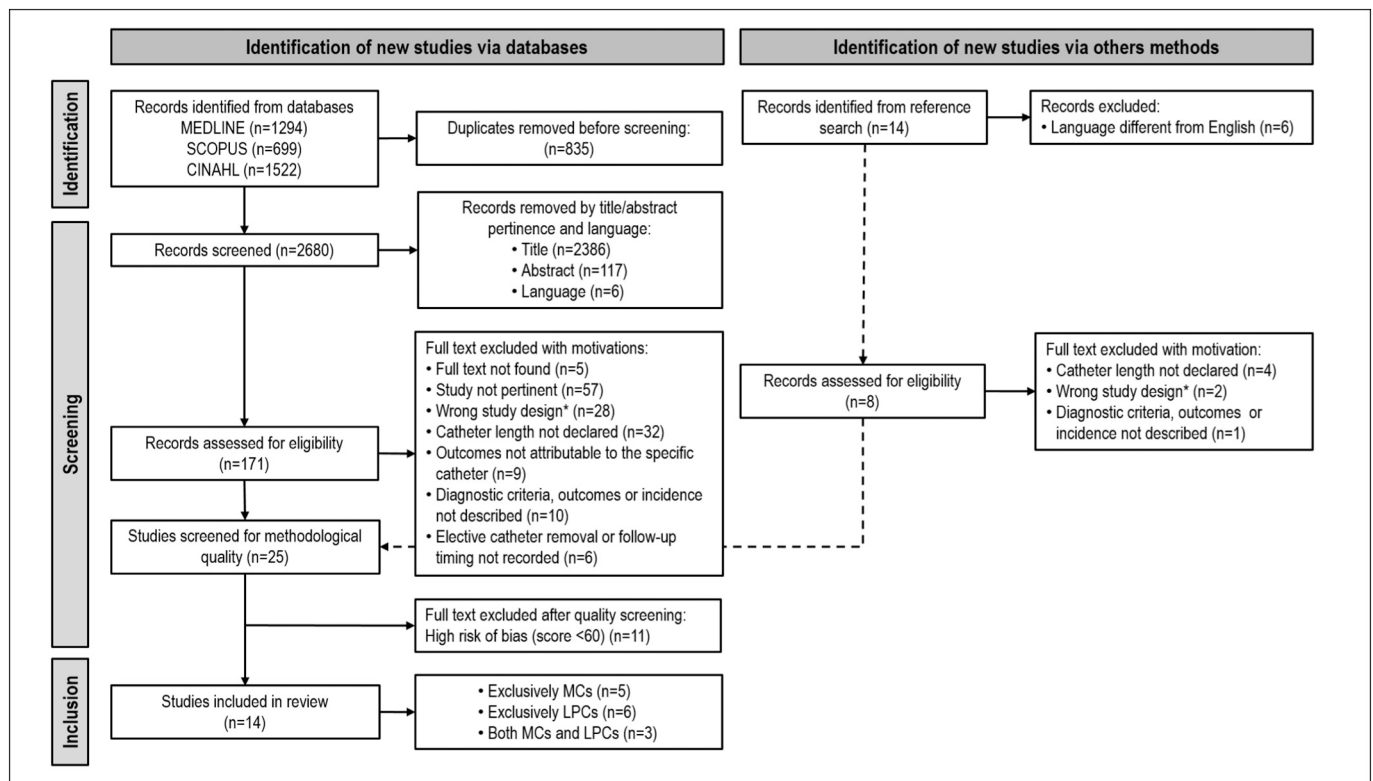 Identification of new studies via databases
Identification of new studies via others methods
Identification
Records identified from databases
MEDLINE (n=1294)
SCOPUS (n=699)
CINAHL (n=1522)
Duplicates removed before screening:
(n=835)
Records identified from reference
search (n=14)
Records excluded:
• Language different from English (n=6)
Screening
Records screened (n=2680)
Records removed by title/abstract
pertinence and language:
• Title (n=2386)
• Abstract (n=117)
• Language (n=6)
Records assessed for eligibility
(n=171)
Full text excluded with motivations:
• Full text not found (n=5)
• Study not pertinent (n=57)
• Wrong study design* (n=28)
• Catheter length not declared (n=32)
• Outcomes not attributable to the specific
catheter (n=9)
• Diagnostic criteria, outcomes or incidence
not described (n=10)
• Elective catheter removal or follow-up
timing not recorded (n=6)
Records assessed for eligibility
(n=8)
Full text excluded with motivation:
• Catheter length not declared (n=4)
• Wrong study design* (n=2)
• Diagnostic criteria, outcomes or
incidence not described (n=1)
Studies screened for methodological
quality (n=25)
Full text excluded after quality screening:
High risk of bias (score <60) (n=11)
Inclusion
Studies included in review
(n=14)
• Exclusively MCs (n=5)
• Exclusively LPCs (n=6)
• Both MCs and LPCs (n=3)